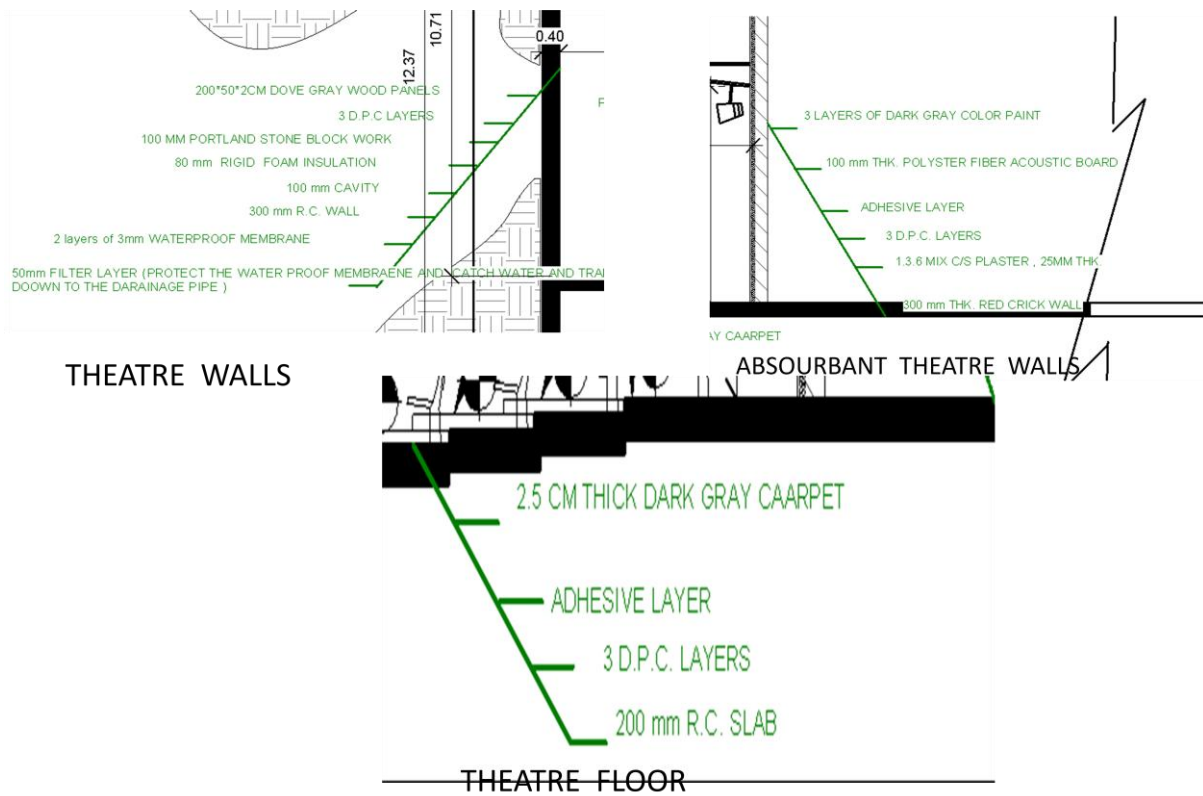 0.40
10.71
12.37
200*50*2CM DOVE GRAY WOOD PANELS
3 D.P.C LAYERS
100 MM PORTLAND STONE BLOCK WORK
80 mm RIGID FOAM INSULATION
100 mm CAVITY
300 mm R.C. WALL
2 layers of 3mm WATERPROOF MEMBRANE
50mm FILTER LAYER (PROTECT THE WATER PROOF MEMBRAENE AND CATCH WATER AND TRA
DOOWN TO THE DARAINAGE PIPE )
THEATRE WALLS
3 LAYERS OF DARK GRAY COLOR PAINT
100 mm THK. POLYSTER FIBER ACOUSTIC BOARD
ADHESIVE LAYER
3 D.P.C. LAYERS
1.3.6 MIX C/S PLASTER , 25MM THK.
300 mm THK. RED CRICK WALL
AY CAARPET
ABSOURBANT THEATRE WALLS
2.5 CM THICK DARK GRAY CAARPET
ADHESIVE LAYER
3 D.P.C. LAYERS
200 mm R.C. SLAB
THEATRE FLOOR